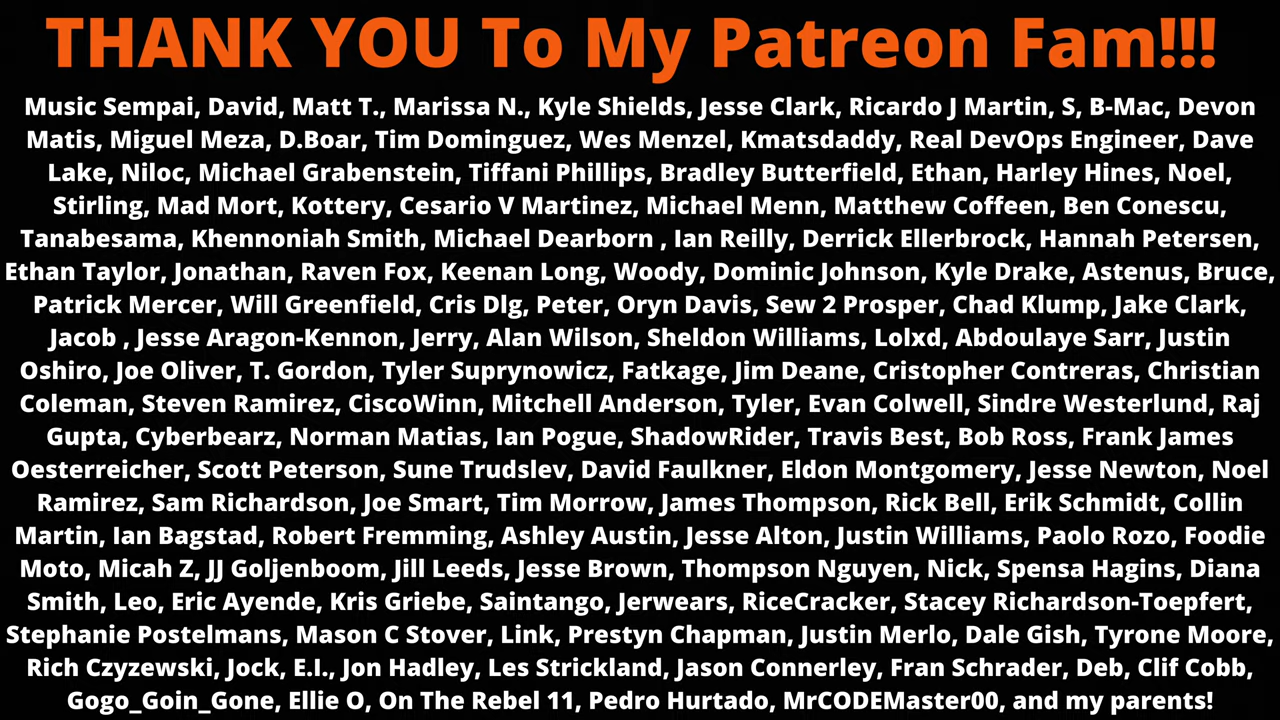 THANK YOU To My Patreon Fam!!!
Music Sempai, David, Matt T., Marissa N., Kyle Shields, Jesse Clark, Ricardo J Martin, S, B-Mac, Devon
Matis, Miguel Meza, D.Boar, Tim Dominguez, Wes Menzel, Kmatsdaddy, Real DevOps Engineer, Dave
Lake, Niloc, Michael Grabenstein, Tiffani Phillips, Bradley Butterfield, Ethan, Harley Hines, Noel,
Stirling, Mad Mort, Kottery, Cesario V Martinez, Michael Menn, Matthew Coffeen, Ben Conescu,
Tanabesama, Khennoniah Smith, Michael Dearborn , Ian Reilly, Derrick Ellerbrock, Hannah Petersen,
Ethan Taylor, Jonathan, Raven Fox, Keenan Long, Woody, Dominic Johnson, Kyle Drake, Astenus, Bruce,
Patrick Mercer, Will Greenfield, Cris Dlg, Peter, Oryn Davis, Sew 2 Prosper, Chad Klump, Jake Clark,
Jacob , Jesse Aragon-Kennon, Jerry, Alan Wilson, Sheldon Williams, Lolxd, Abdoulaye Sarr, Justin
Oshiro, Joe Oliver, T. Gordon, Tyler Suprynowicz, Fatkage, Jim Deane, Cristopher Contreras, Christian
Coleman, Steven Ramirez, CiscoWinn, Mitchell Anderson, Tyler, Evan Colwell, Sindre Westerlund, Raj
Gupta, Cyberbearz, Norman Matias, Ian Pogue, ShadowRider, Travis Best, Bob Ross, Frank James
Oesterreicher, Scott Peterson, Sune Trudslev, David Faulkner, Eldon Montgomery, Jesse Newton, Noel
Ramirez, Sam Richardson, Joe Smart, Tim Morrow, James Thompson, Rick Bell, Erik Schmidt, Collin
Martin, Ian Bagstad, Robert Fremming, Ashley Austin, Jesse Alton, Justin Williams, Paolo Rozo, Foodie
Moto, Micah Z, JJ Goljenboom, Jill Leeds, Jesse Brown, Thompson Nguyen, Nick, Spensa Hagins, Diana
Smith, Leo, Eric Ayende, Kris Griebe, Saintango, Jerwears, RiceCracker, Stacey Richardson-Toepfert,
Stephanie Postelmans, Mason C Stover, Link, Prestyn Chapman, Justin Merlo, Dale Gish, Tyrone Moore,
Rich Czyzewski, Jock, E.I., Jon Hadley, Les Strickland, Jason Connerley, Fran Schrader, Deb, Clif Cobb,
Gogo_Goin_Gone, Ellie O, On The Rebel 11, Pedro Hurtado, MrCODEMaster00, and my parents!